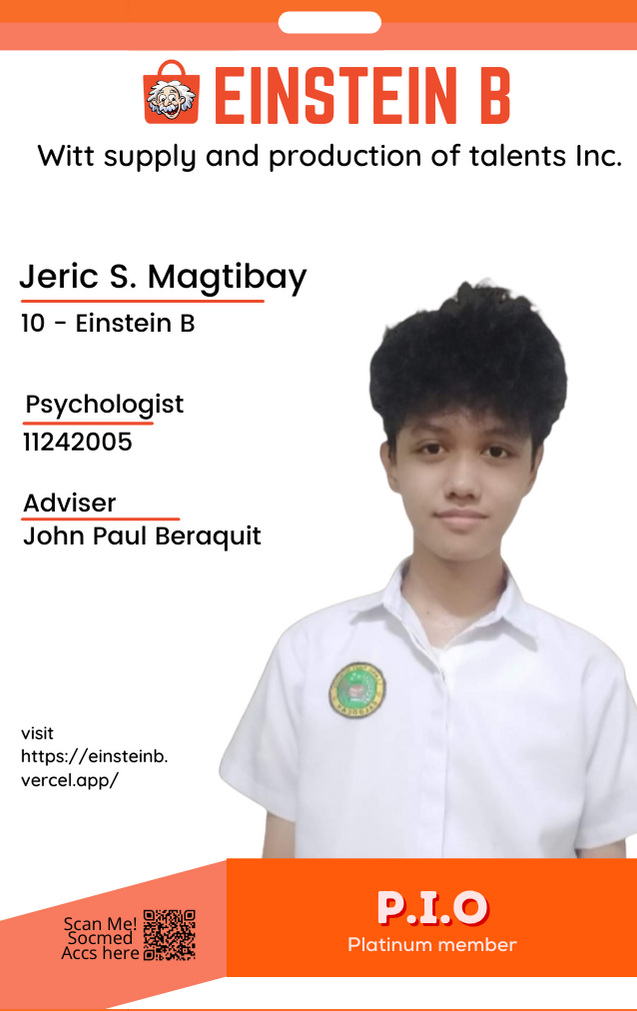 EINSTEIN B
Witt supply and production of talents Inc.
Jeric S. Magtibay
10 - Einstein B
Psychologist
11242005
Adviser
John Paul Beraquit
visit
https://einsteinb.
vercel.app/
Scan Me!
Socmed
Accs here
P.I.O
Platinum member